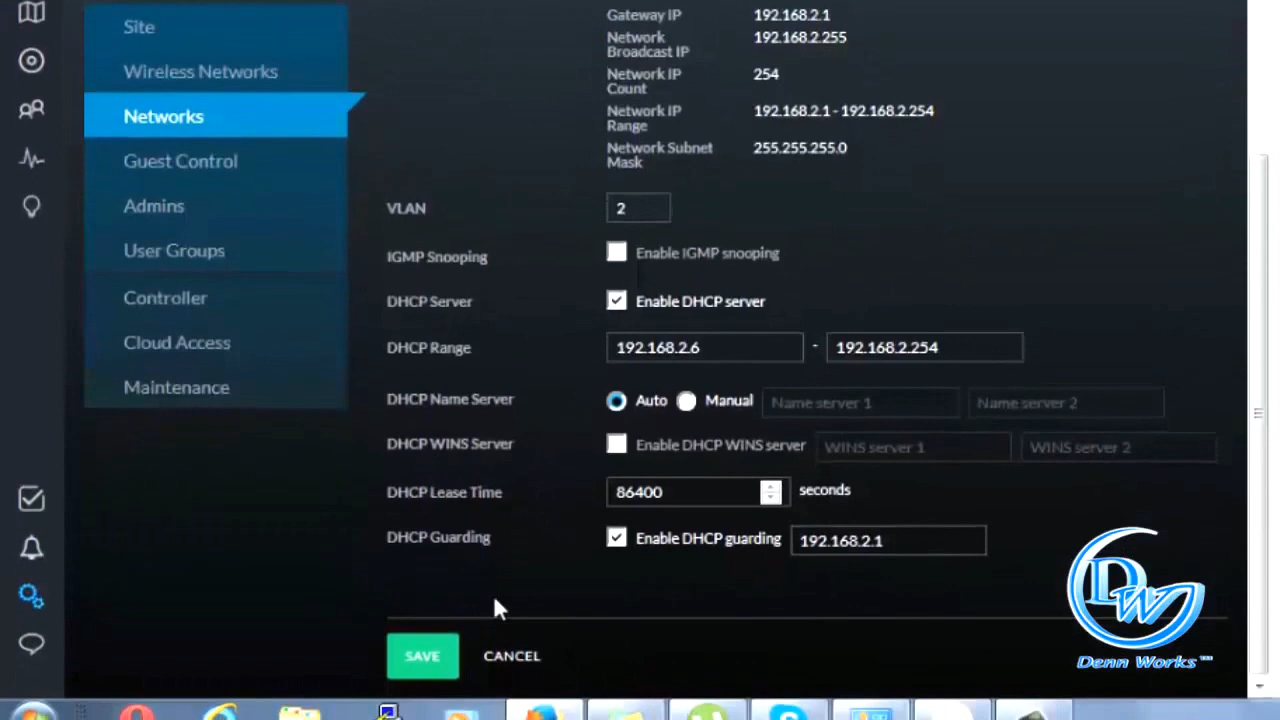 Site
Wireless Networks
Networks
Guest Control
Admins
User Groups
Controller
Cloud Access
Maintenance
Gateway IP 192.168.2.1
Network Broadcast IP 192.168.2.255
Network IP Count 254
Network IP Range 192.168.2.1 - 192.168.2.254
Network Subnet Mask 255.255.255.0
VLAN 2
IGMP Snooping Enable IGMP snooping
DHCP Server Enable DHCP server
DHCP Range 192.168.2.6 - 192.168.2.254
DHCP Name Server Auto Manual Name server 1 Name server 2
DHCP WINS Server Enable DHCP WINS server WINS server 1 WINS server 2
DHCP Lease Time 86400 seconds
DHCP Guarding Enable DHCP guarding 192.168.2.1
SAVE CANCEL
DW
Denn Works™